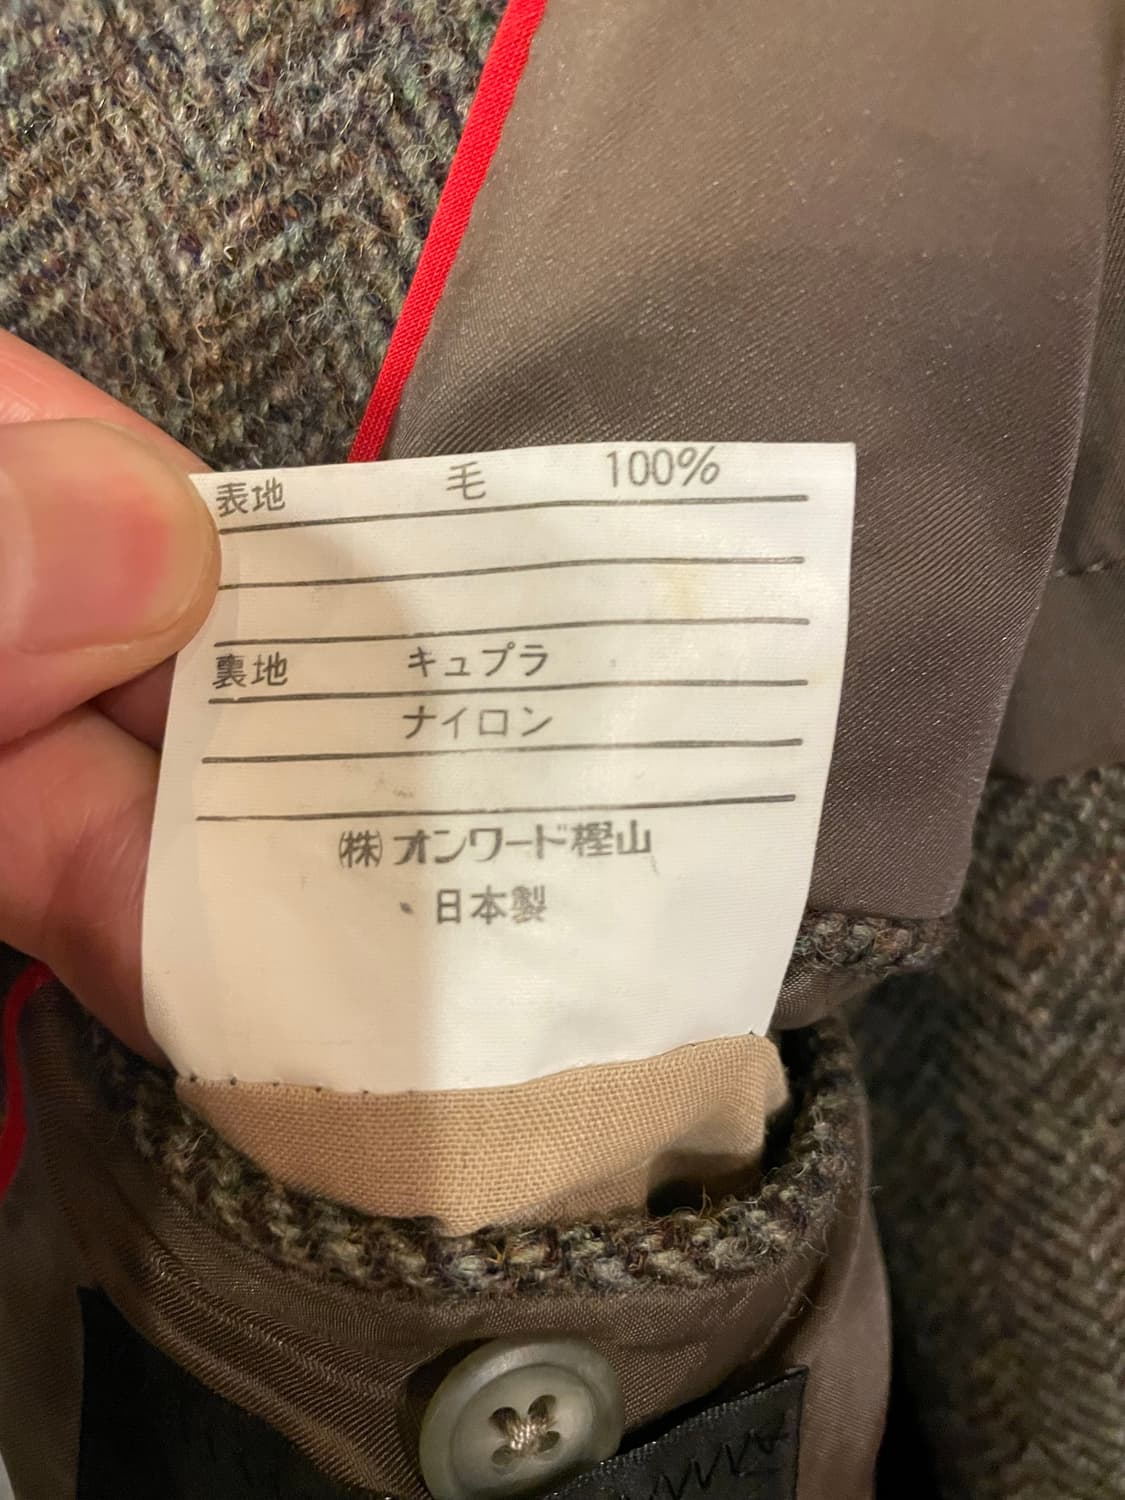 表地 毛 100%
裏地 キュプラ
ナイロン
㈱オンワード樫山
日本製